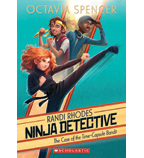 OCTAVIA SPENCER
RANDI RHODES
NINJA DETECTIVE
The Case of the Time-Capsule Bandit
SCHOLASTIC